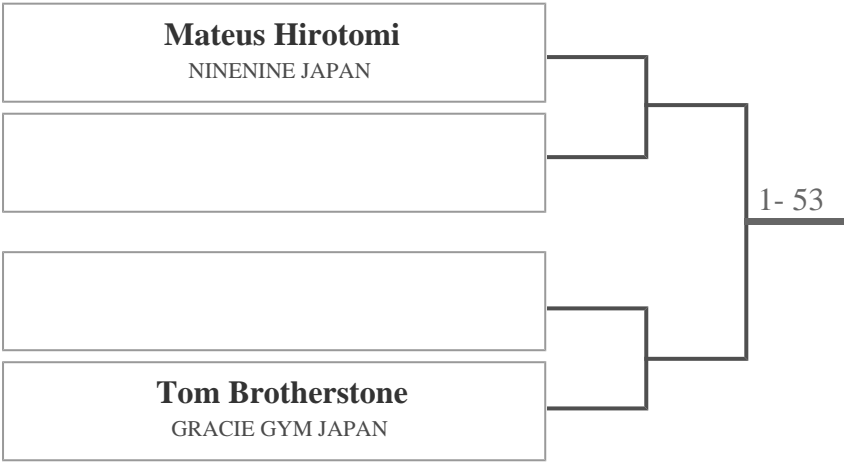 Mateus Hirotomi
NINENINE JAPAN
1- 53
Tom Brotherstone
GRACIE GYM JAPAN